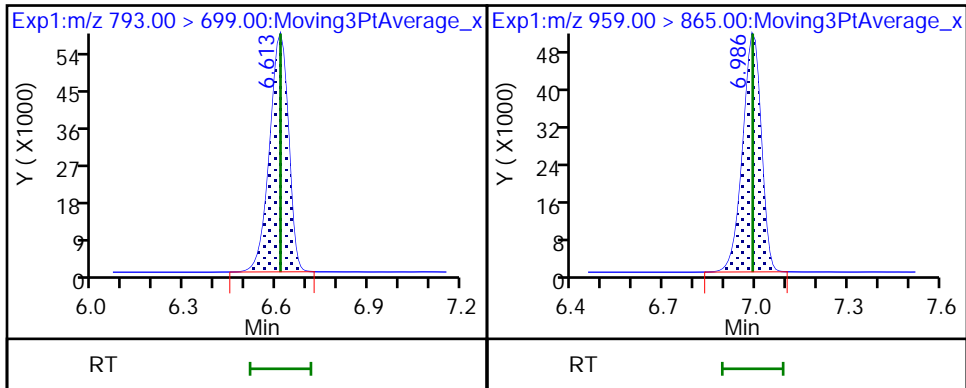 Exp1:m/z 793.00 > 699.00:Moving3PtAverage_x
54
45
36
27
18
9
0
Y ( X1000)
6.613
6.0 6.3 6.6 6.9 7.2
Min
RT
Exp1:m/z 959.00 > 865.00:Moving3PtAverage_x
48
40
32
24
16
8
0
Y ( X1000)
6.986
6.4 6.7 7.0 7.3 7.6
Min
RT